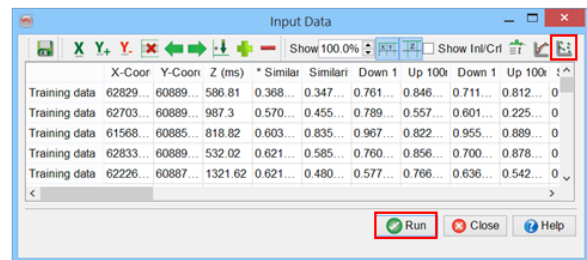 Input Data
X Y+ Y- Show 100.0% X,Y Z Show Inl/Crl
X-Coor Y-Coor Z (ms) * Similar Similari Down 1 Up 100 Down 1 Up 100
Training data 62829... 60889... 586.81 0.368... 0.347... 0.761... 0.846... 0.711... 0.812... 0
Training data 62703... 60889... 987.3 0.570... 0.455... 0.789... 0.557... 0.601... 0.225... 0
Training data 61568... 60885... 818.82 0.603... 0.835... 0.967... 0.822... 0.955... 0.889... 0
Training data 62833... 60889... 532.02 0.621... 0.585... 0.760... 0.856... 0.700... 0.878... 0
Training data 62226... 60887... 1321.62 0.621... 0.480... 0.577... 0.766... 0.636... 0.542... 0
Run Close Help